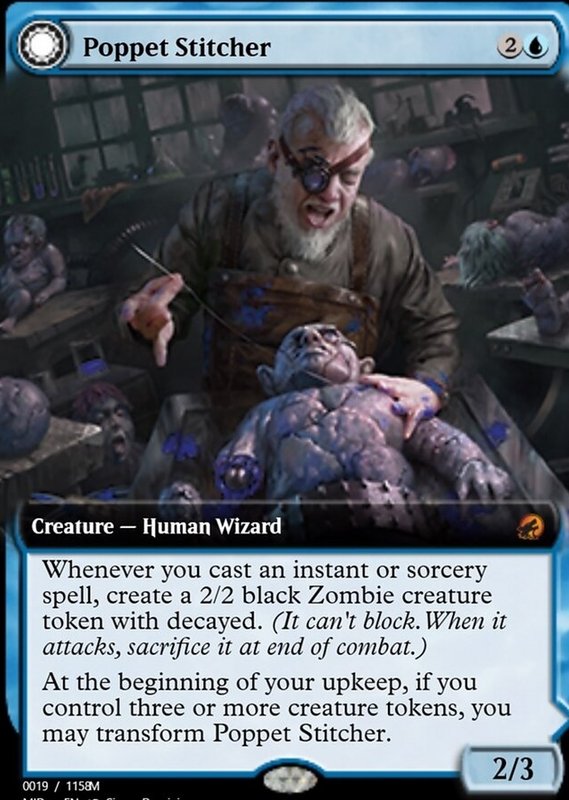 Poppet Stitcher 2
Creature — Human Wizard
Whenever you cast an instant or sorcery
spell, create a 2/2 black Zombie creature
token with decayed. (It can't block. When it
attacks, sacrifice it at end of combat.)
At the beginning of your upkeep, if you
control three or more creature tokens, you
may transform Poppet Stitcher.
2/3
0019 / 1158M